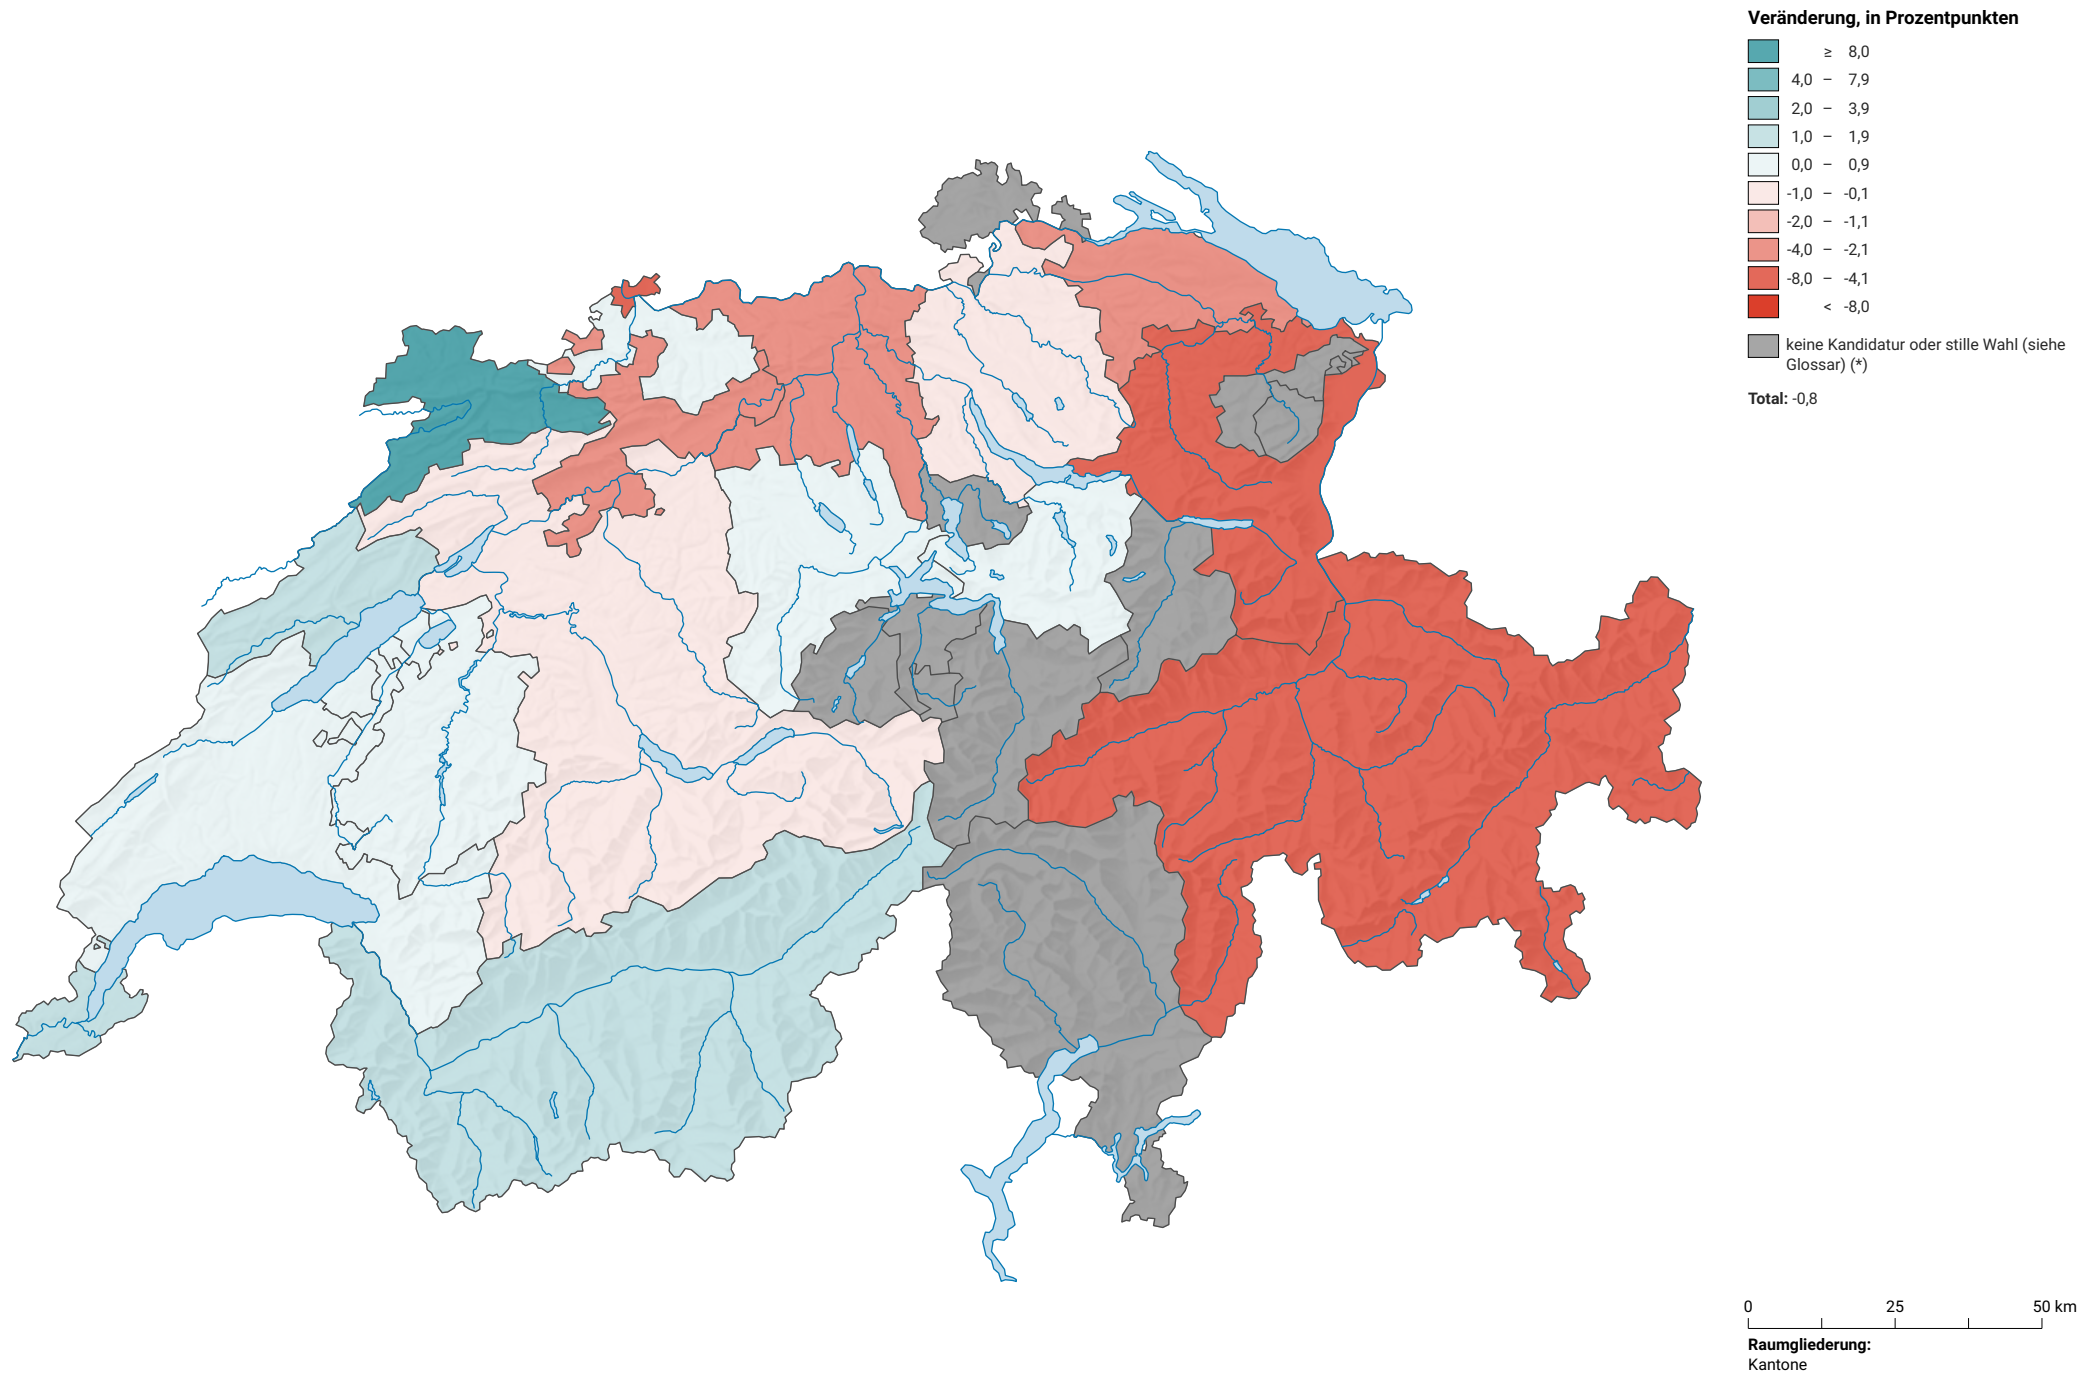 Veränderung, in Prozentpunkten
≥ 8,0
4,0 – 7,9
2,0 – 3,9
1,0 – 1,9
0,0 – 0,9
-1,0 – -0,1
-2,0 – -1,1
-4,0 – -2,1
-8,0 – -4,1
< -8,0
keine Kandidatur oder stille Wahl (siehe
Glossar) (*)
Total: -0,8
0 25 50 km
Raumgliederung:
Kantone